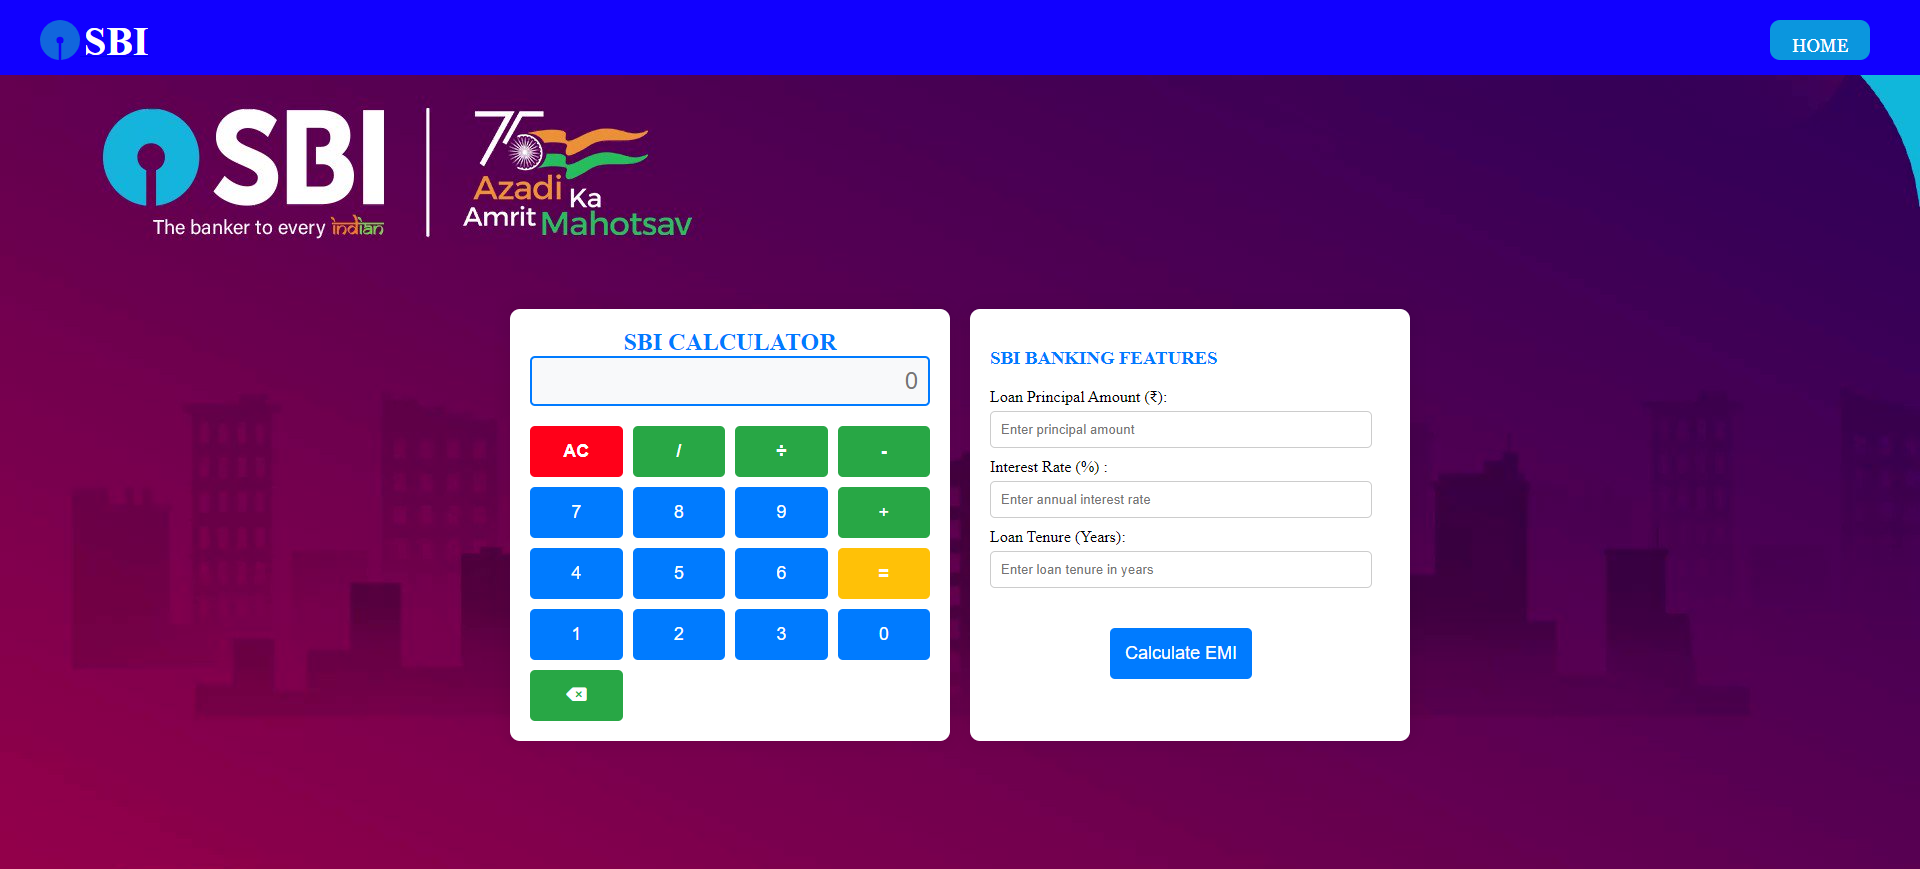 SBI
HOME
SBI
The banker to every indian
75
Azadi Ka
Amrit Mahotsav
SBI CALCULATOR
0
AC / ÷ -
7 8 9 +
4 5 6 =
1 2 3 0
SBI BANKING FEATURES
Loan Principal Amount (₹):
Enter principal amount
Interest Rate (%) :
Enter annual interest rate
Loan Tenure (Years):
Enter loan tenure in years
Calculate EMI